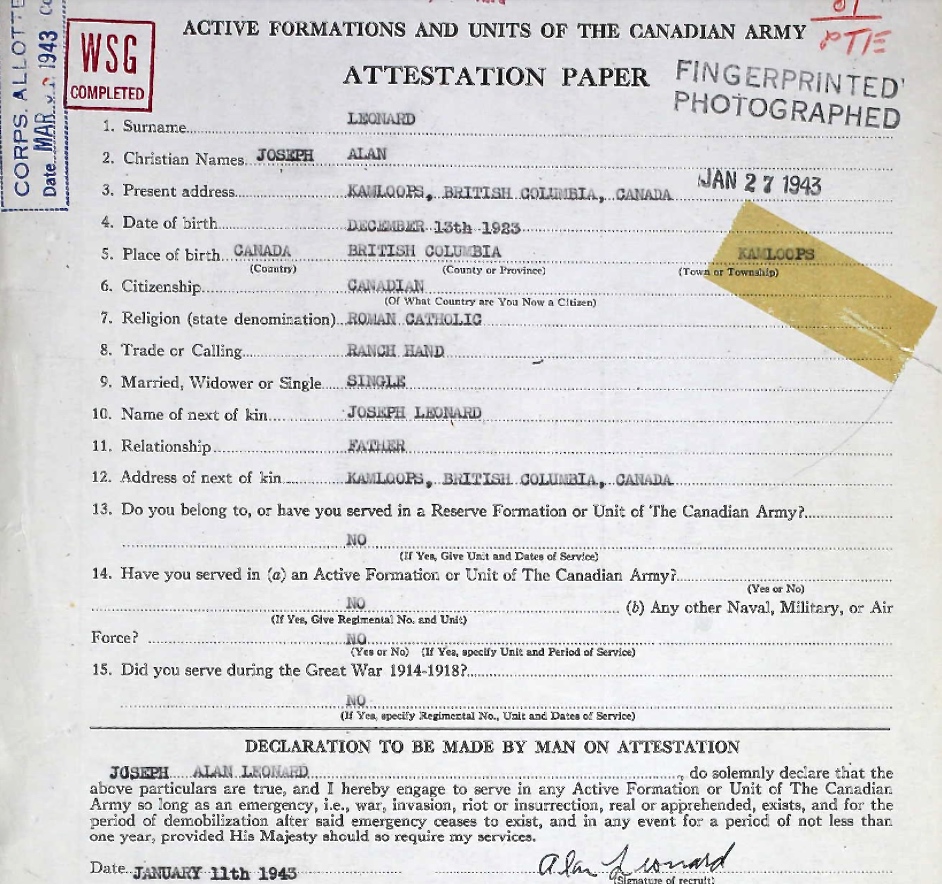 CORPS. ALLOTTE
Date MAR 2 1943 Co
WSG
COMPLETED
PTE
ACTIVE FORMATIONS AND UNITS OF THE CANADIAN ARMY
ATTESTATION PAPER
FINGERPRINTED
PHOTOGRAPHED
1. Surname LEONARD
2. Christian Names JOSEPH ALAN
3. Present address KAMLOOPS, BRITISH COLUMBIA, CANADA JAN 27 1943
4. Date of birth DECEMBER 13th 1923
5. Place of birth CANADA BRITISH COLUMBIA KAMLOOPS
(Country) (County or Province) (Town or Township)
6. Citizenship CANADIAN
(Of What Country are You Now a Citizen)
7. Religion (state denomination) ROMAN CATHOLIC
8. Trade or Calling RANCH HAND
9. Married, Widower or Single SINGLE
10. Name of next of kin JOSEPH LEONARD
11. Relationship FATHER
12. Address of next of kin KAMLOOPS, BRITISH COLUMBIA, CANADA
13. Do you belong to, or have you served in a Reserve Formation or Unit of The Canadian Army?
NO
(If Yes, Give Unit and Dates of Service)
14. Have you served in (a) an Active Formation or Unit of The Canadian Army?
(Yes or No)
NO (b) Any other Naval, Military, or Air
(If Yes, Give Regimental No. and Unit)
Force? NO
(Yes or No) (If Yes, specify Unit and Period of Service)
15. Did you serve during the Great War 1914-1918?
NO
(If Yes, specify Regimental No., Unit and Dates of Service)
DECLARATION TO BE MADE BY MAN ON ATTESTATION
JOSEPH ALAN LEONARD, do solemnly declare that the
above particulars are true, and I hereby engage to serve in any Active Formation or Unit of The Canadian
Army so long as an emergency, i.e., war, invasion, riot or insurrection, real or apprehended, exists, and for the
period of demobilization after said emergency ceases to exist, and in any event for a period of not less than
one year, provided His Majesty should so require my services.
Date JANUARY 11th 1943 Alan Leonard
(Signature of recruit)